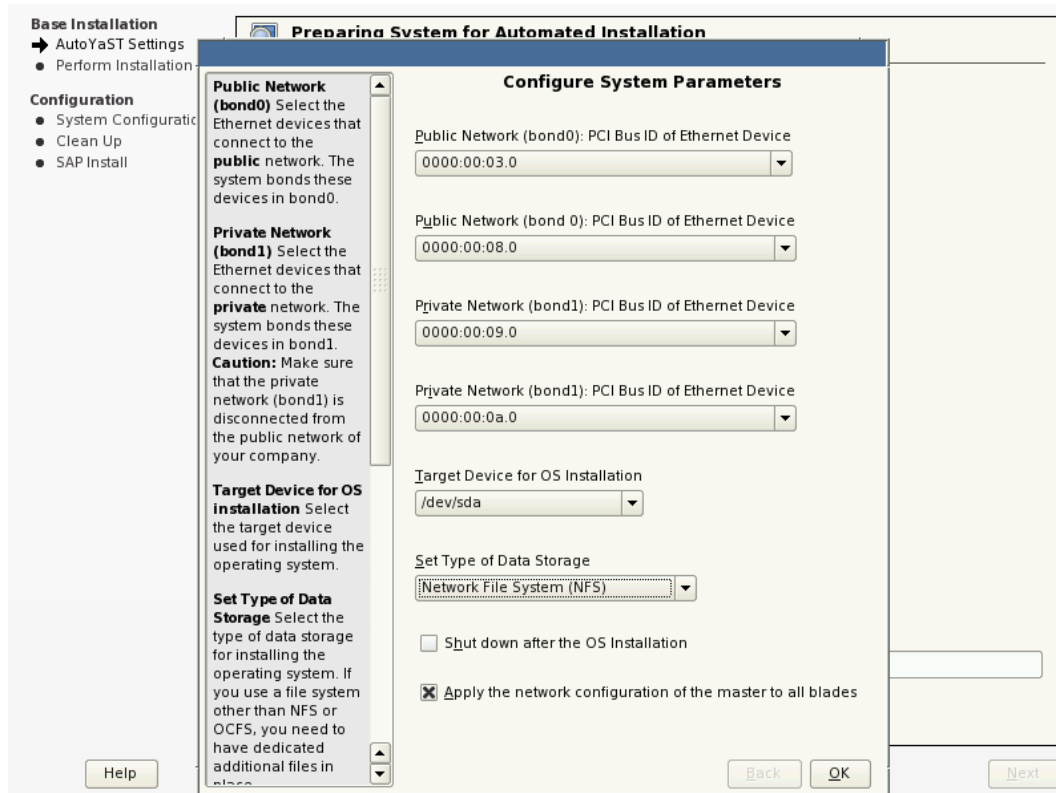 Base Installation
AutoYaST Settings
Perform Installation
Configuration
System Configuratio
Clean Up
SAP Install
Preparing System for Automated Installation
Public Network
(bond0) Select the
Ethernet devices that
connect to the
public network. The
system bonds these
devices in bond0.
Private Network
(bond1) Select the
Ethernet devices that
connect to the
private network. The
system bonds these
devices in bond1.
Caution: Make sure
that the private
network (bond1) is
disconnected from
the public network of
your company.
Target Device for OS
installation Select
the target device
used for installing the
operating system.
Set Type of Data
Storage Select the
type of data storage
for installing the
operating system. If
you use a file system
other than NFS or
OCFS, you need to
have dedicated
additional files in
place
Configure System Parameters
Public Network (bond0): PCI Bus ID of Ethernet Device
0000:00:03.0
Public Network (bond 0): PCI Bus ID of Ethernet Device
0000:00:08.0
Private Network (bond1): PCI Bus ID of Ethernet Device
0000:00:09.0
Private Network (bond1): PCI Bus ID of Ethernet Device
0000:00:0a.0
Target Device for OS Installation
/dev/sda
Set Type of Data Storage
Network File System (NFS)
Shut down after the OS Installation
Apply the network configuration of the master to all blades
Help
Back
OK
Next